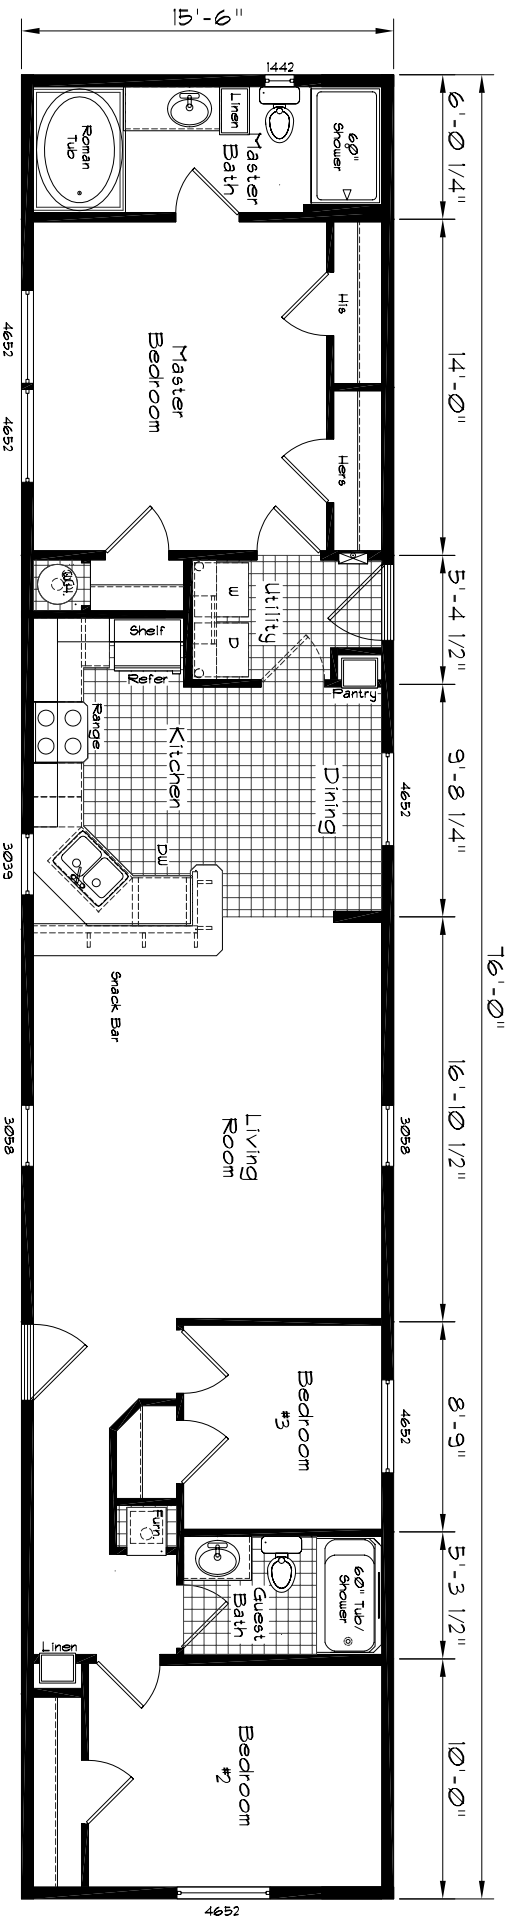 15'-6"
1442
6'-0 1/4"
Roman
Tub
Linen
Master
Bath
60"
Shower
14'-0"
His
Hers
Master
Bedroom
4652
4652
5'-4 1/2"
Utility
W
D
Shelf
Refer
Pantry
Range
Kitchen
Dining
DW
9'-8 1/4"
4652
3039
76'-0"
Snack Bar
16'-10 1/2"
Living
Room
3058
3058
8'-9"
Bedroom
#3
4652
Furn.
5'-3 1/2"
Guest
Bath
60" Tub/
Shower
Linen
10'-0"
Bedroom
#2
4652